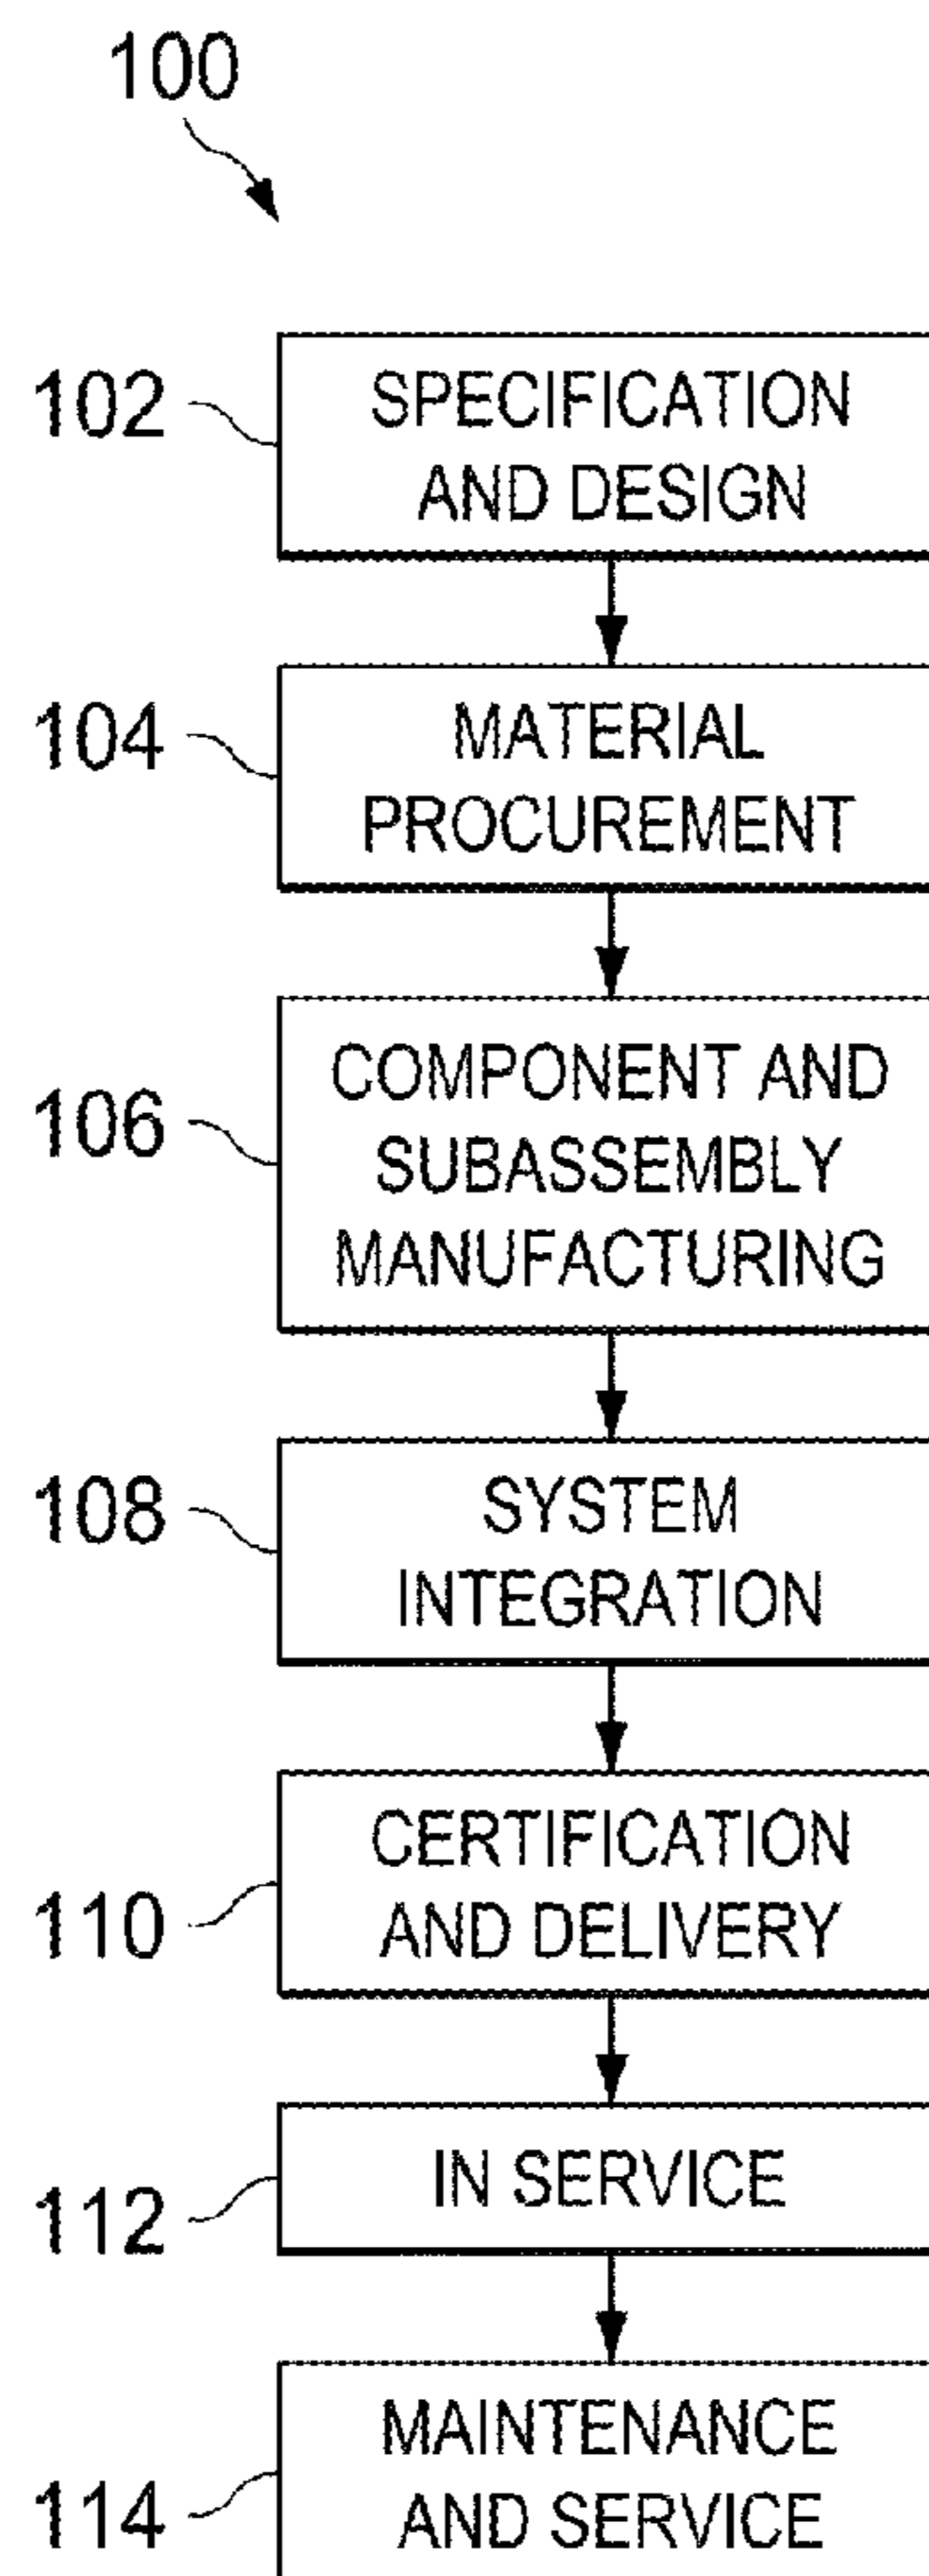 100
102
SPECIFICATION
AND DESIGN
104
MATERIAL
PROCUREMENT
106
COMPONENT AND
SUBASSEMBLY
MANUFACTURING
108
SYSTEM
INTEGRATION
110
CERTIFICATION
AND DELIVERY
112
IN SERVICE
114
MAINTENANCE
AND SERVICE